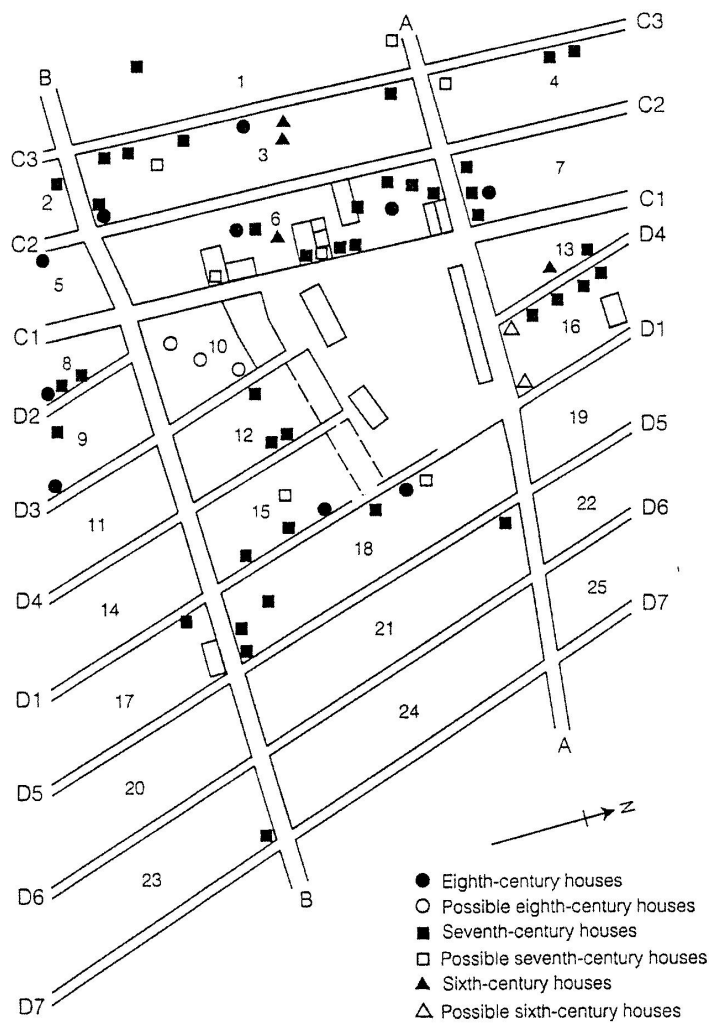 A
C3
B
1
4
C2
3
C3
7
2
C1
6
D4
C2
13
5
16
D1
C1
10
8
19
D5
D2
12
9
22
D6
D3
15
11
18
25
D7
D4
14
21
D1
17
24
A
D5
20
N
D6
23
B
Eighth-century houses
Possible eighth-century houses
Seventh-century houses
Possible seventh-century houses
Sixth-century houses
Possible sixth-century houses
D7